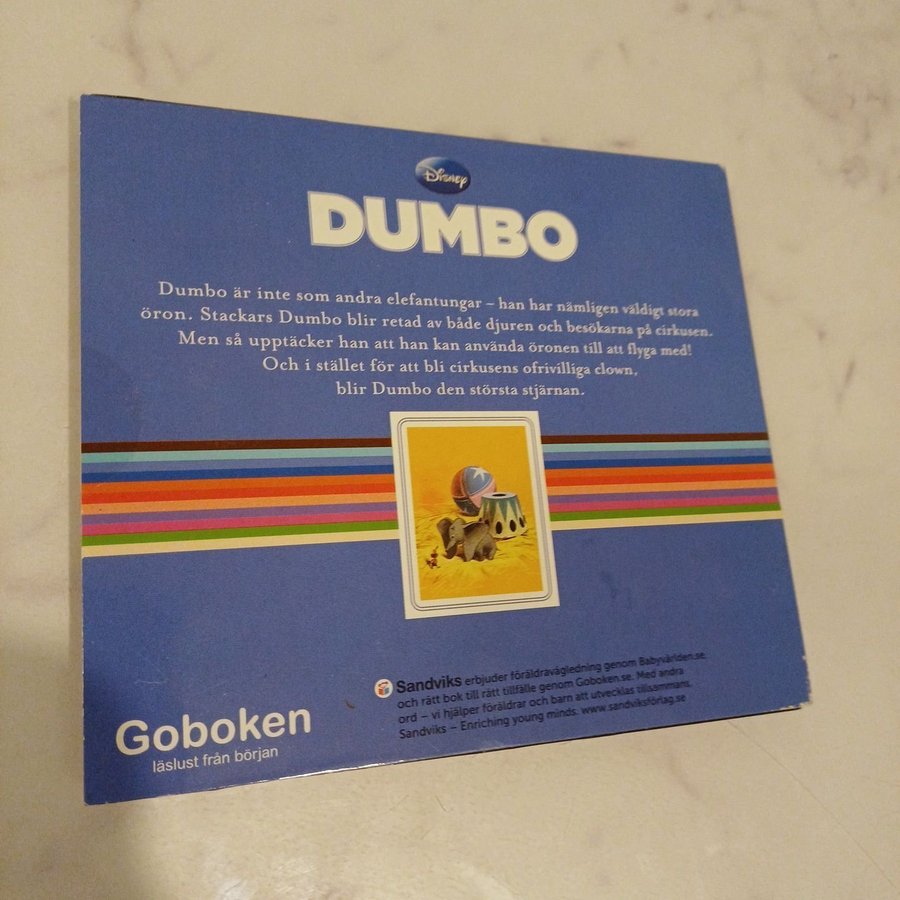 Disney
DUMBO
Dumbo är inte som andra elefantungar – han har nämligen väldigt stora
öron. Stackars Dumbo blir retad av både djuren och besökarna på cirkusen.
Men så upptäcker han att han kan använda öronen till att flyga med!
Och i stället för att bli cirkusens ofrivilliga clown,
blir Dumbo den största stjärnan.
Sandviks erbjuder föräldravägledning genom Babyvärlden.se
och rätt bok till rätt tillfälle genom Goboken.se. Med andra
ord – vi hjälper föräldrar och barn att utvecklas tillsammans.
Sandviks – Enriching young minds. www.sandviksförlag.se
Goboken
läslust från början